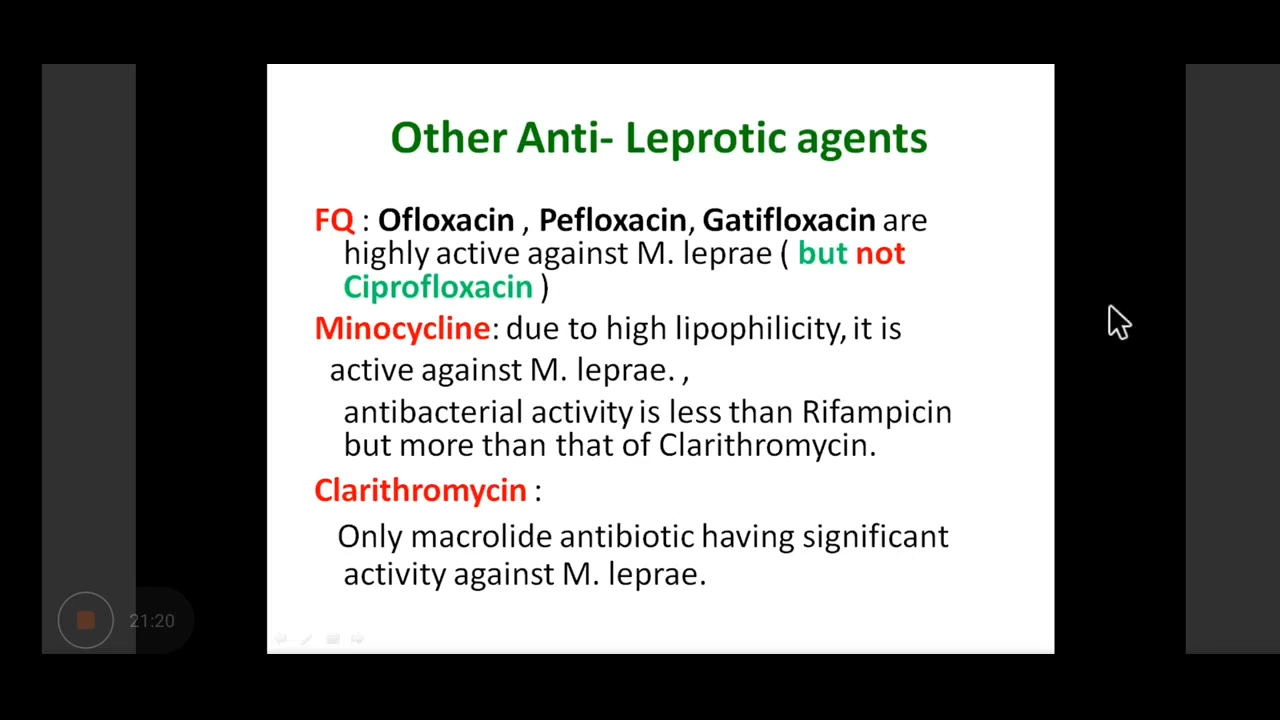 Other Anti- Leprotic agents
FQ : Ofloxacin , Pefloxacin, Gatifloxacin are
highly active against M. leprae ( but not
Ciprofloxacin )
Minocycline: due to high lipophilicity, it is
active against M. leprae. ,
antibacterial activity is less than Rifampicin
but more than that of Clarithromycin.
Clarithromycin :
Only macrolide antibiotic having significant
activity against M. leprae.
21:20